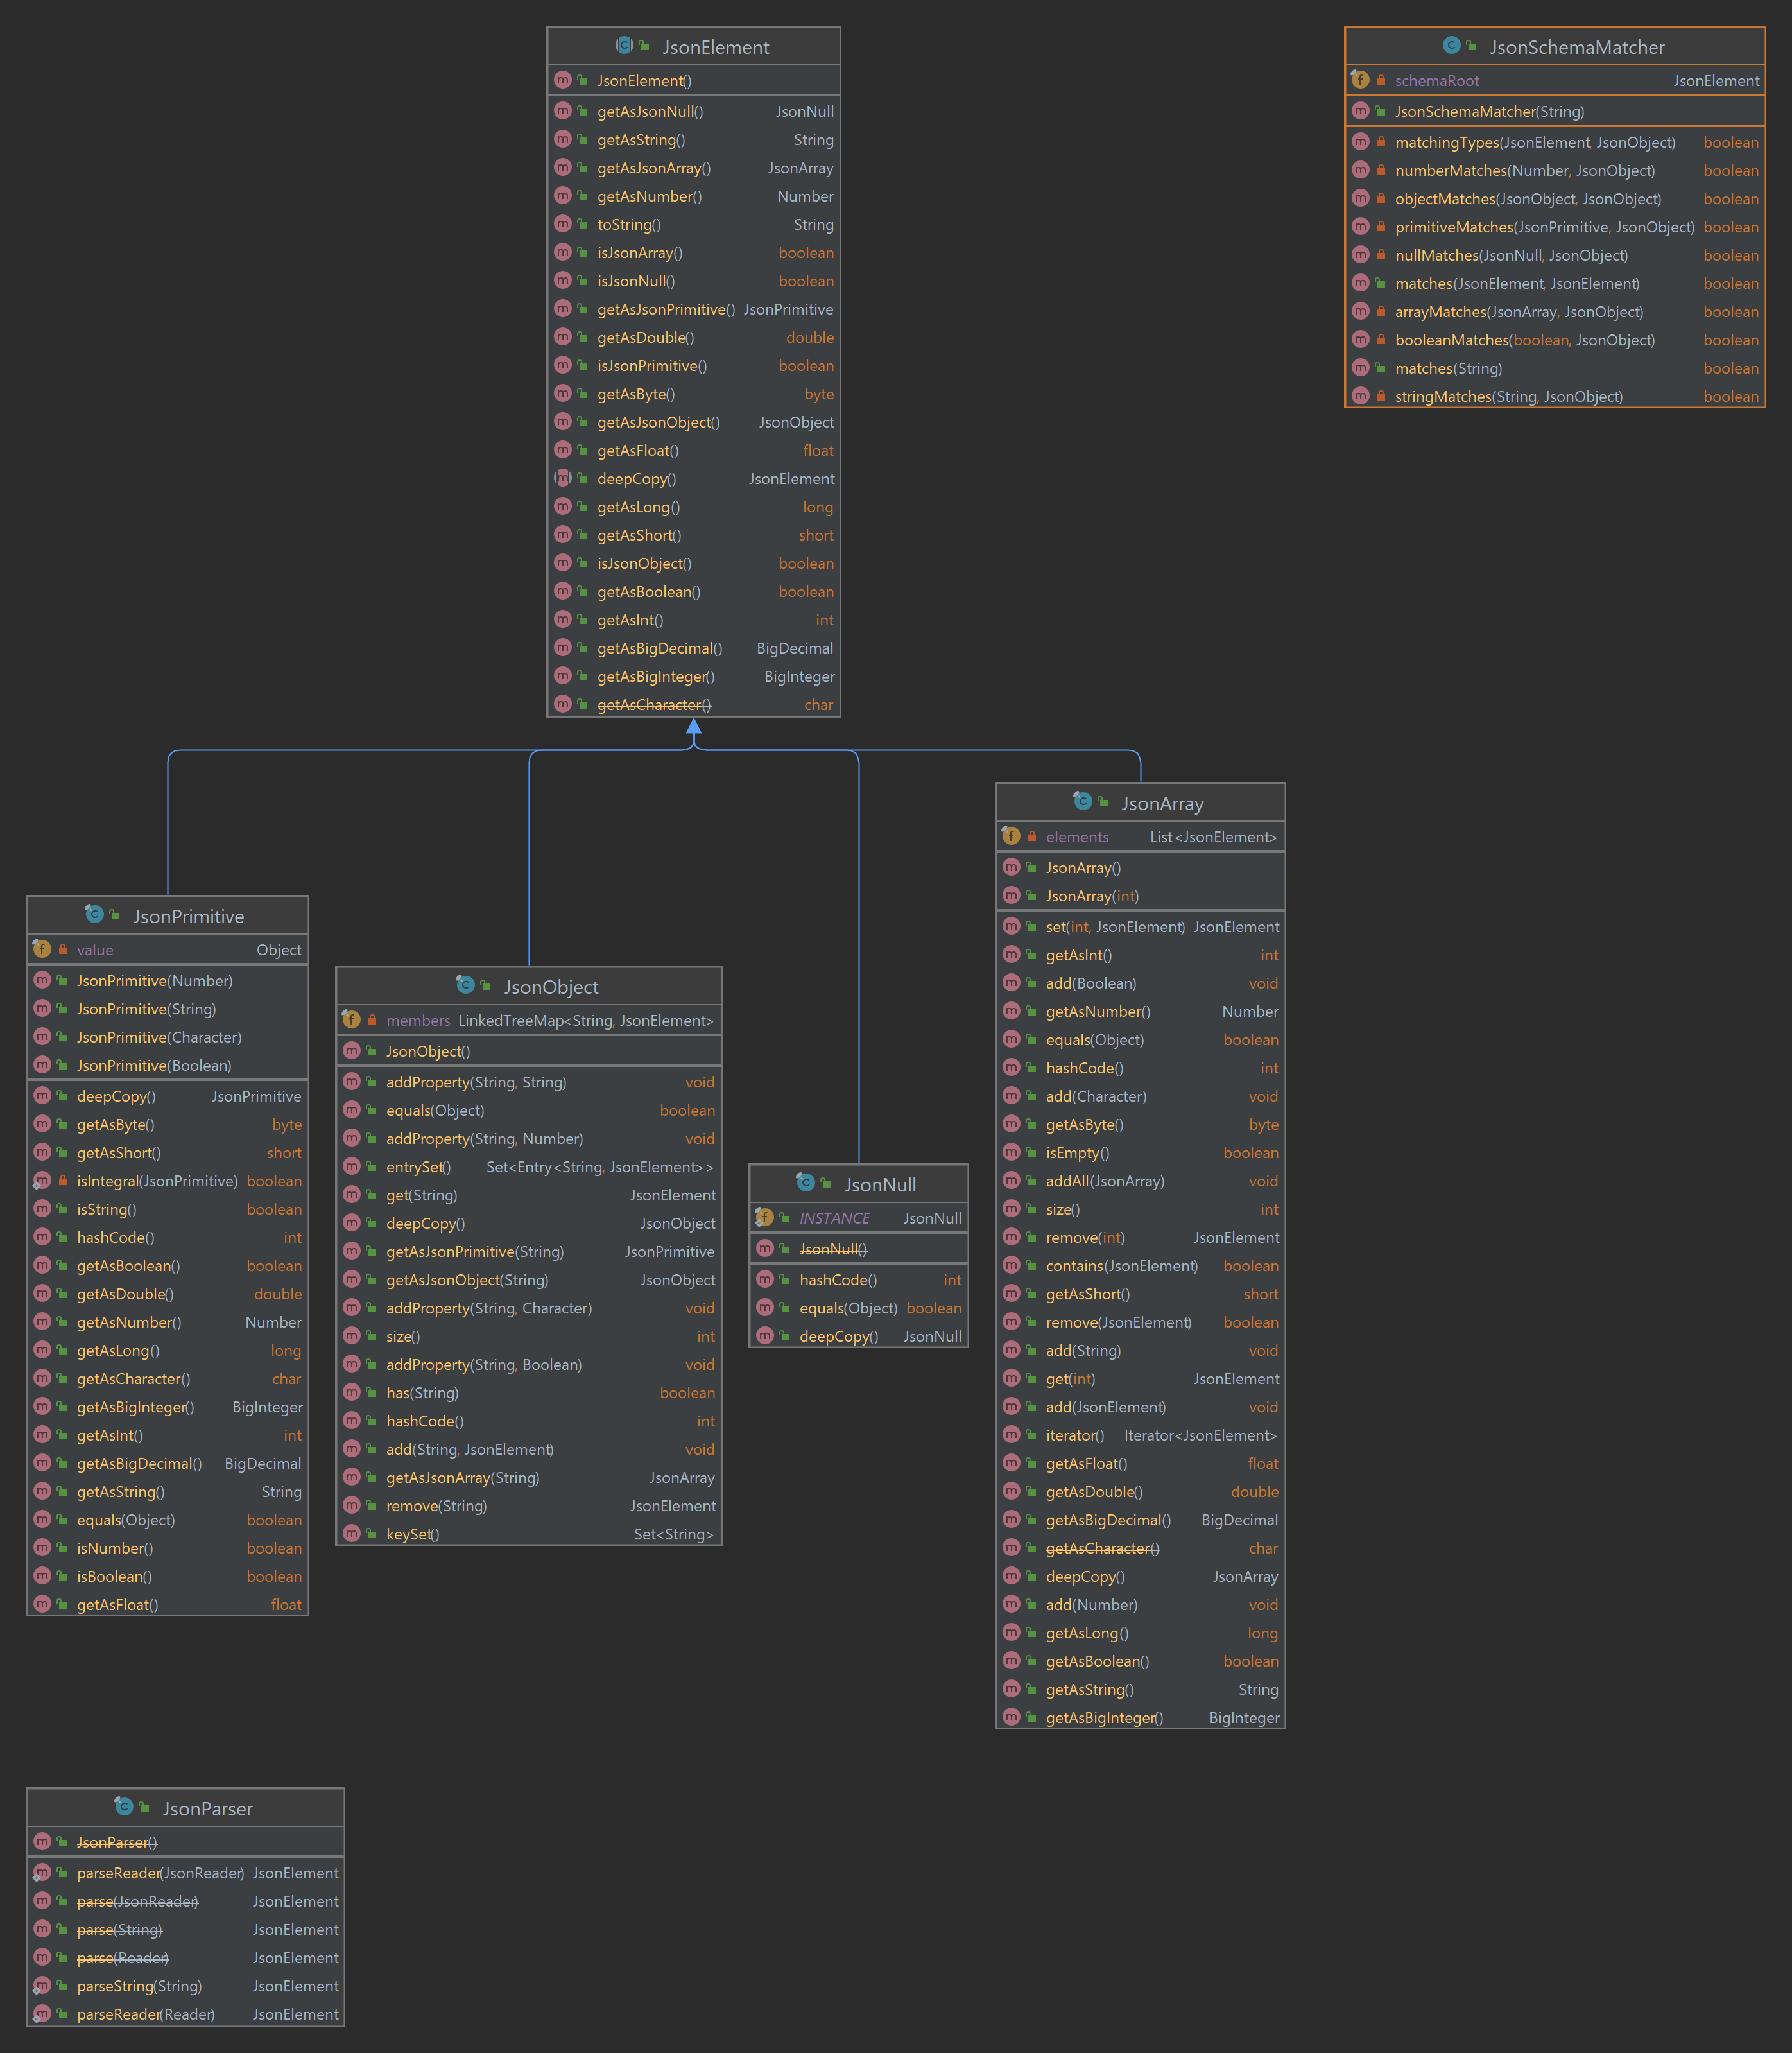 JsonElement
JsonElement()
getAsJsonNull() JsonNull
getAsString() String
getAsJsonArray() JsonArray
getAsNumber() Number
toString() String
isJsonArray() boolean
isJsonNull() boolean
getAsJsonPrimitive() JsonPrimitive
getAsDouble() double
isJsonPrimitive() boolean
getAsByte() byte
getAsJsonObject() JsonObject
getAsFloat() float
deepCopy() JsonElement
getAsLong() long
getAsShort() short
isJsonObject() boolean
getAsBoolean() boolean
getAsInt() int
getAsBigDecimal() BigDecimal
getAsBigInteger() BigInteger
getAsCharacter() char
JsonSchemaMatcher
schemaRoot JsonElement
JsonSchemaMatcher(String)
matchingTypes(JsonElement, JsonObject) boolean
numberMatches(Number, JsonObject) boolean
objectMatches(JsonObject, JsonObject) boolean
primitiveMatches(JsonPrimitive, JsonObject) boolean
nullMatches(JsonNull, JsonObject) boolean
matches(JsonElement, JsonElement) boolean
arrayMatches(JsonArray, JsonObject) boolean
booleanMatches(boolean, JsonObject) boolean
matches(String) boolean
stringMatches(String, JsonObject) boolean
JsonPrimitive
value Object
JsonPrimitive(Number)
JsonPrimitive(String)
JsonPrimitive(Character)
JsonPrimitive(Boolean)
deepCopy() JsonPrimitive
getAsByte() byte
getAsShort() short
isIntegral(JsonPrimitive) boolean
isString() boolean
hashCode() int
getAsBoolean() boolean
getAsDouble() double
getAsNumber() Number
getAsLong() long
getAsCharacter() char
getAsBigInteger() BigInteger
getAsInt() int
getAsBigDecimal() BigDecimal
getAsString() String
equals(Object) boolean
isNumber() boolean
isBoolean() boolean
getAsFloat() float
JsonObject
members LinkedTreeMap<String, JsonElement>
JsonObject()
addProperty(String, String) void
equals(Object) boolean
addProperty(String, Number) void
entrySet() Set<Entry<String, JsonElement>>
get(String) JsonElement
deepCopy() JsonObject
getAsJsonPrimitive(String) JsonPrimitive
getAsJsonObject(String) JsonObject
addProperty(String, Character) void
size() int
addProperty(String, Boolean) void
has(String) boolean
hashCode() int
add(String, JsonElement) void
getAsJsonArray(String) JsonArray
remove(String) JsonElement
keySet() Set<String>
JsonNull
INSTANCE JsonNull
JsonNull()
hashCode() int
equals(Object) boolean
deepCopy() JsonNull
JsonArray
elements List<JsonElement>
JsonArray()
JsonArray(int)
set(int, JsonElement) JsonElement
getAsInt() int
add(Boolean) void
getAsNumber() Number
equals(Object) boolean
hashCode() int
add(Character) void
getAsByte() byte
isEmpty() boolean
addAll(JsonArray) void
size() int
remove(int) JsonElement
contains(JsonElement) boolean
getAsShort() short
remove(JsonElement) boolean
add(String) void
get(int) JsonElement
add(JsonElement) void
iterator() Iterator<JsonElement>
getAsFloat() float
getAsDouble() double
getAsBigDecimal() BigDecimal
getAsCharacter() char
deepCopy() JsonArray
add(Number) void
getAsLong() long
getAsBoolean() boolean
getAsString() String
getAsBigInteger() BigInteger
JsonParser
JsonParser()
parseReader(JsonReader) JsonElement
parse(JsonReader) JsonElement
parse(String) JsonElement
parse(Reader) JsonElement
parseString(String) JsonElement
parseReader(Reader) JsonElement